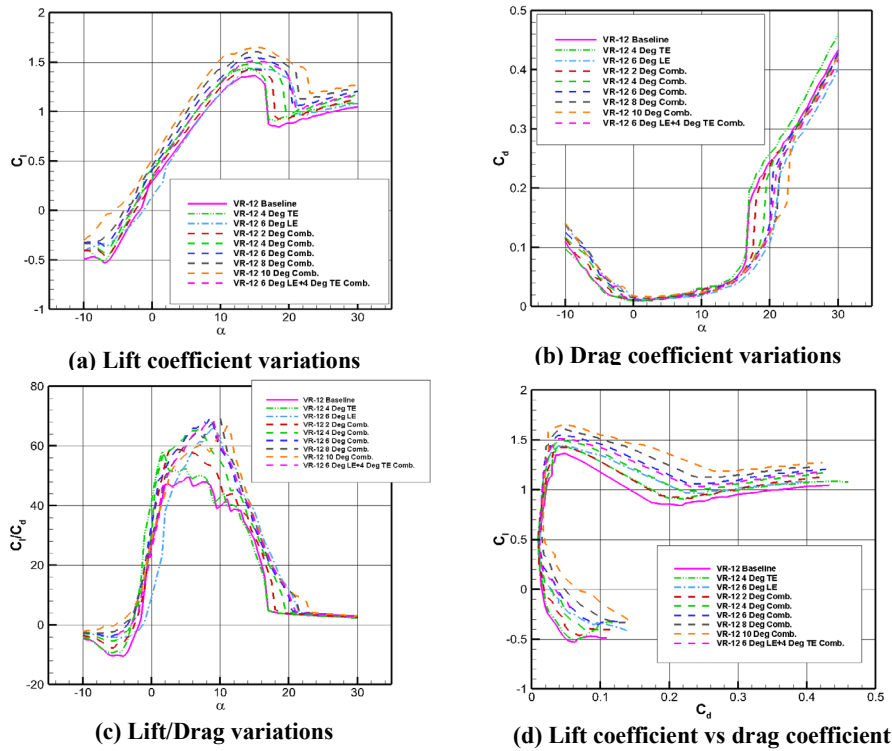 C_l
2
1.5
1
0.5
0
-0.5
1
-10
0
10
20
30
α
VR-12 Baseline
VR-12 4 Deg TE
VR-12 6 Deg LE
VR-12 2 Deg Comb.
VR-12 4 Deg Comb.
VR-12 6 Deg Comb.
VR-12 8 Deg Comb.
VR-12 10 Deg Comb.
VR-12 6 Deg LE+4 Deg TE Comb.
(a) Lift coefficient variations
C_d
0.5
0.4
0.3
0.2
0.1
0
-10
0
10
20
30
α
VR-12 Baseline
VR-12 4 Deg TE
VR-12 6 Deg LE
VR-12 2 Deg Comb.
VR-12 4 Deg Comb.
VR-12 6 Deg Comb.
VR-12 8 Deg Comb.
VR-12 10 Deg Comb.
VR-12 6 Deg LE+4 Deg TE Comb.
(b) Drag coefficient variations
C_l/C_d
80
60
40
20
0
-20
-10
0
10
20
30
α
VR-12 Baseline
VR-12 4 Deg TE
VR-12 6 Deg LE
VR-12 2 Deg Comb.
VR-12 4 Deg Comb.
VR-12 6 Deg Comb.
VR-12 8 Deg Comb.
VR-12 10 Deg Comb.
VR-12 6 Deg LE+4 Deg TE Comb.
(c) Lift/Drag variations
C_l
2
1.5
1
0.5
0
-0.5
-1
0
0.1
0.2
0.3
0.4
0.5
C_d
VR-12 Baseline
VR-12 4 Deg TE
VR-12 6 Deg LE
VR-12 2 Deg Comb.
VR-12 4 Deg Comb.
VR-12 6 Deg Comb.
VR-12 8 Deg Comb.
VR-12 10 Deg Comb.
VR-12 6 Deg LE+4 Deg TE Comb.
(d) Lift coefficient vs drag coefficient